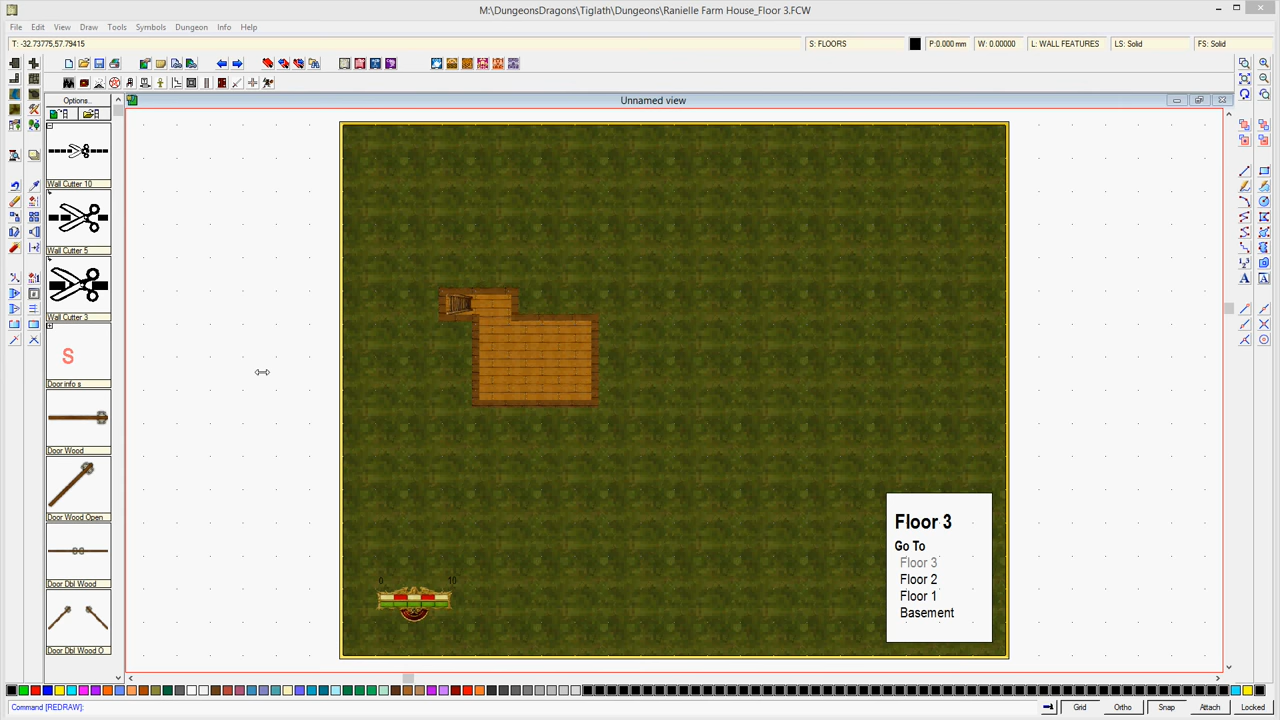 M:\DungeonsDragons\Tiglath\Dungeons\Ranielle Farm House_Floor 3.FCW
File Edit View Draw Tools Symbols Dungeon Info Help
T: -32.73775,57.79415
S: FLOORS
P:0.000 mm
W: 0.00000
L: WALL FEATURES
LS: Solid
FS: Solid
Options..
Unnamed view
Wall Cutter 10
Wall Cutter 5
Wall Cutter 3
S
Door info s
Door Wood
Door Wood Open
Door Dbl Wood
Door Dbl Wood O
0 10
Floor 3
Go To
Floor 3
Floor 2
Floor 1
Basement
Command [REDRAW]:
Grid
Ortho
Snap
Attach
Locked